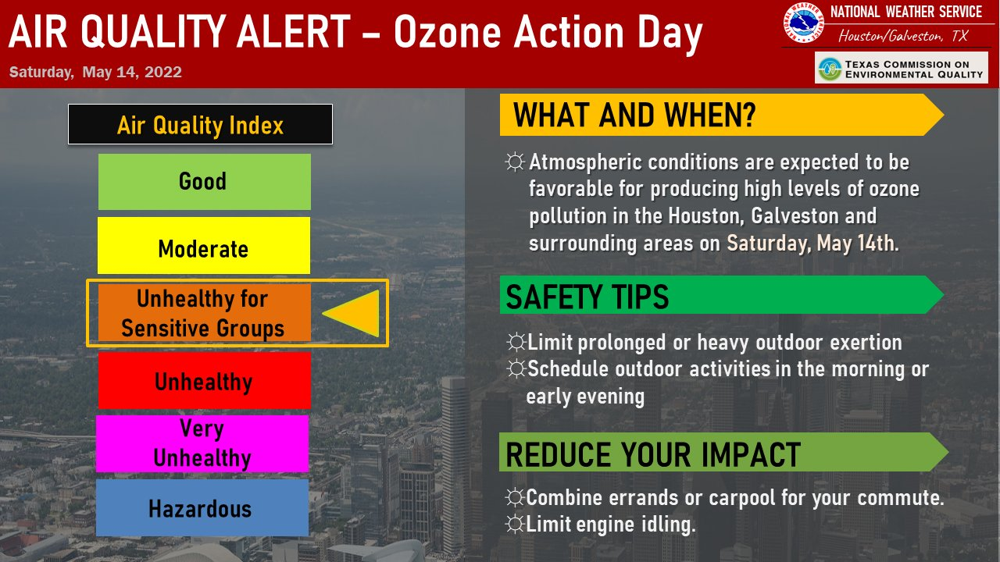 AIR QUALITY ALERT – Ozone Action Day
Saturday, May 14, 2022
NATIONAL WEATHER SERVICE
Houston/Galveston, TX
NATIONAL WEATHER SERVICE
TEXAS COMMISSION ON
ENVIRONMENTAL QUALITY
Air Quality Index
Good
Moderate
Unhealthy for
Sensitive Groups
Unhealthy
Very
Unhealthy
Hazardous
WHAT AND WHEN?
Atmospheric conditions are expected to be
favorable for producing high levels of ozone
pollution in the Houston, Galveston and
surrounding areas on Saturday, May 14th.
SAFETY TIPS
Limit prolonged or heavy outdoor exertion
Schedule outdoor activities in the morning or
early evening
REDUCE YOUR IMPACT
Combine errands or carpool for your commute.
Limit engine idling.